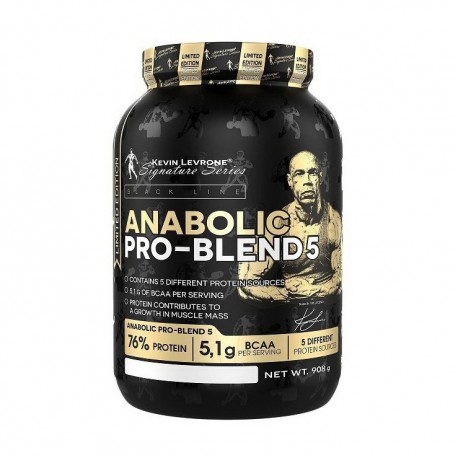 LIMITED EDITION
LIMITED EDITION
KEVIN LEVRONE®
Signature Series
BLACK LINE
LIMITED EDITION
ANABOLIC
PRO-BLEND 5
CONTAINS 5 DIFFERENT PROTEIN SOURCES
5,1 G OF BCAA PER SERVING
PROTEIN CONTRIBUTES TO
A GROWTH IN MUSCLE MASS
ANABOLIC PRO-BLEND 5
76% PROTEIN
5,1g BCAA
PER SERVING
5 DIFFERENT
PROTEIN SOURCES
NET WT. 908 g